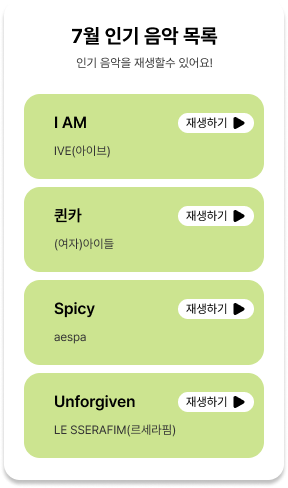 7월 인기 음악 목록
인기 음악을 재생할수 있어요!
I AM
재생하기
IVE(아이브)
퀸카
재생하기
(여자)아이들
Spicy
재생하기
aespa
Unforgiven
재생하기
LE SSERAFIM(르세라핌)